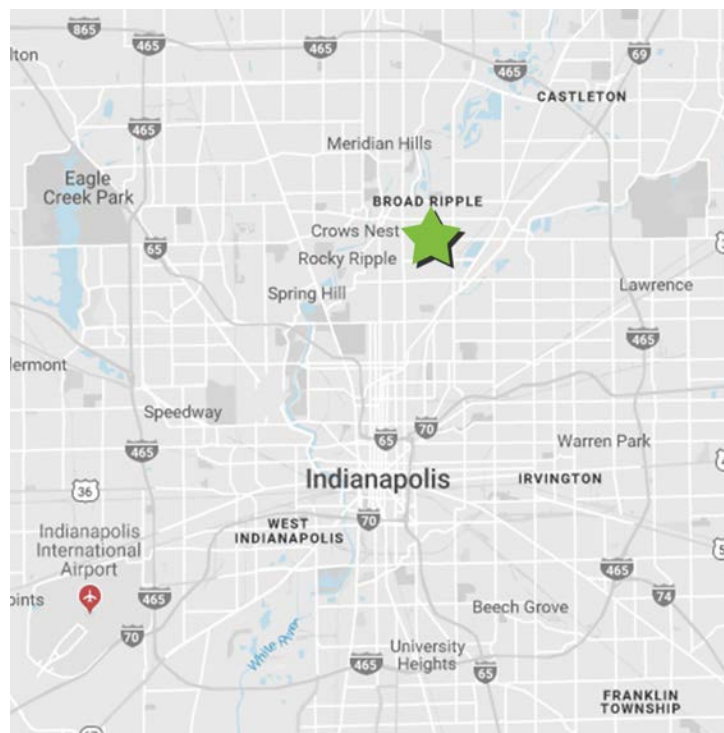 865
465
465
69
lton
465
CASTLETON
465
Meridian Hills
Eagle
Creek Park
BROAD RIPPLE
Crows Nest
65
Rocky Ripple
Lawrence
Spring Hill
465
lermont
Speedway
70
65
Warren Park
465
Indianapolis
IRVINGTON
36
70
WEST
INDIANAPOLIS
Indianapolis
International
Airport
465
74
oints
465
Beech Grove
70
White River
University
Heights
465
65
FRANKLIN
TOWNSHIP